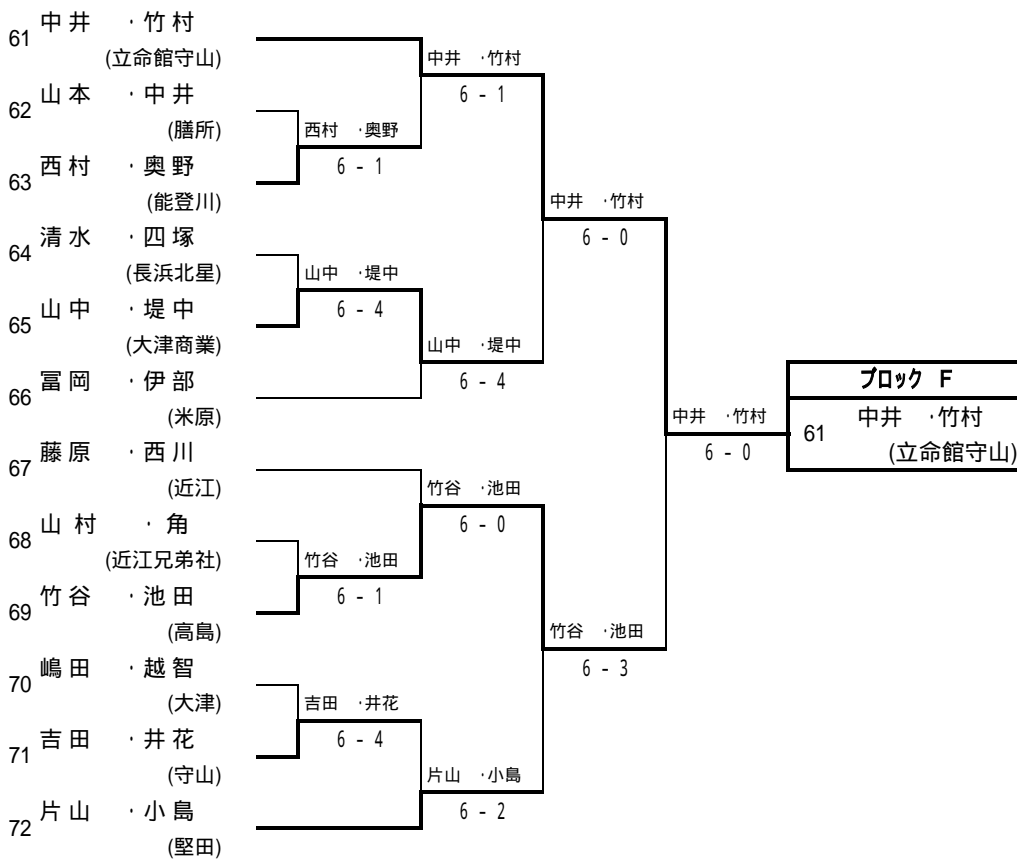 61 中井 ・竹村
(立命館守山)
62 山本 ・中井
(膳所)
63 西村 ・奥野
(能登川)
64 清水 ・四塚
(長浜北星)
65 山中 ・堤中
(大津商業)
66 冨岡 ・伊部
(米原)
67 藤原 ・西川
(近江)
68 山村 ・角
(近江兄弟社)
69 竹谷 ・池田
(高島)
70 嶋田 ・越智
(大津)
71 吉田 ・井花
(守山)
72 片山 ・小島
(堅田)
西村 ・奥野
6 - 1
山中 ・堤中
6 - 4
竹谷 ・池田
6 - 1
吉田 ・井花
6 - 4
中井 ・竹村
6 - 1
山中 ・堤中
6 - 4
竹谷 ・池田
6 - 0
片山 ・小島
6 - 2
中井 ・竹村
6 - 0
竹谷 ・池田
6 - 3
中井 ・竹村
6 - 0
ブロック F
61 中井 ・竹村
(立命館守山)